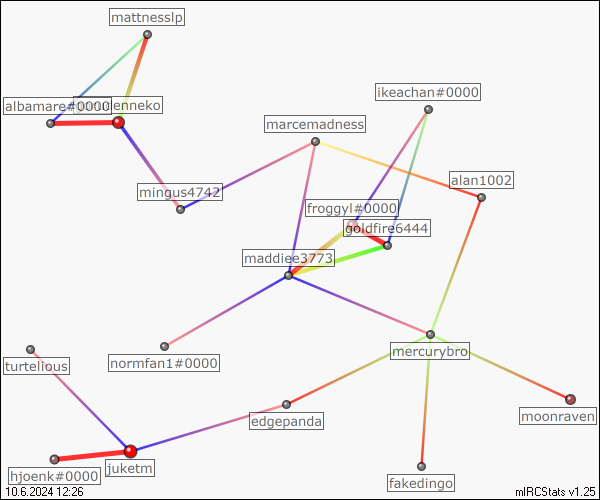 mattnesslp
albamare#0000
enneko
ikeachan#0000
marcemadness
alan1002
mingus4742
froggyl#0000
goldfire6444
maddiee3773
mercurybro
normfan1#0000
turtelious
edgepanda
moonraven
juketm
hjoenk#0000
fakedingo
10.6.2024 12:26
mIRCStats v1.25